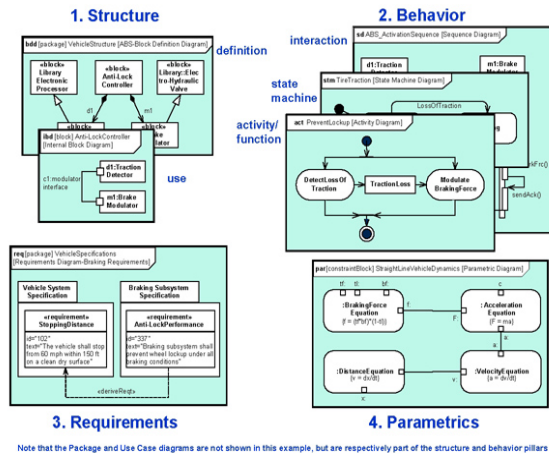 1. Structure
bdd [package] VehicleStructure [ABS-Block Definition Diagram]
definition
«block»
Library
Electronic
Processor
«block»
Anti-Lock
Controller
«block»
Library::Elec
tro-Hydraulic
Valve
d1
m1
«block»
ibd [block] Anti-LockController
[Internal Block Diagram]
use
d1:Traction
Detector
c1:modulator
interface
m1:Brake
Modulator
2. Behavior
interaction
sd ABS_ActivationSequence [Sequence Diagram]
d1:Traction
m1:Brake
state
machine
stm TireTraction [State Machine Diagram]
LossOfTraction
activity/
function
act PreventLockup [Activity Diagram]
DetectLossOf
Traction
TractionLoss
Modulate
BrakingForce
sendAck()
req [package] VehicleSpecifications
[Requirements Diagram-Braking Requirements]
Vehicle System
Specification
Braking Subsystem
Specification
«requirement»
StoppingDistance
id="102"
text="The vehicle shall
stop from 60 mph within 150 ft
on a clean dry surface"
«requirement»
Anti-LockPerformance
id="337"
text="Braking subsystem shall
prevent wheel lockup under all
braking conditions"
«deriveReqt»
3. Requirements
par [constraintBlock] StraightLineVehicleDynamics [Parametric Diagram]
tf:
tl:
bf:
:BrakingForce
Equation
{f = (tf*bf)*(1-tl)}
f:
F:
c
:Acceleration
Equation
{F = ma}
a:
a:
:DistanceEquation
{v = dx/dt}
v:
v:
:VelocityEquation
{a = dv/dt}
x:
4. Parametrics
Note that the Package and Use Case diagrams are not shown in this example, but are respectively part of the structure and behavior pillars